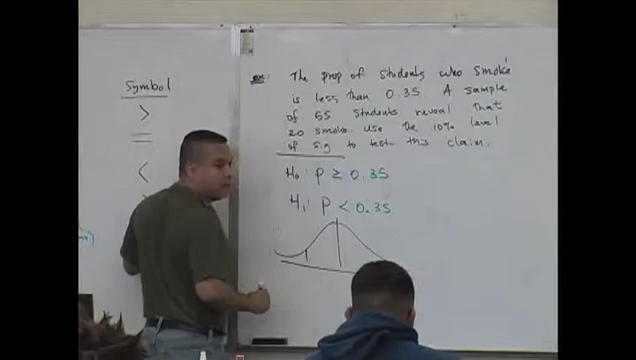 Symbol
>
=
<
ex: The prop of students who smoke
is less than 0.35 A sample
of 55 students reveal that
20 smoke. Use the 10% level
of sig to test this claim.
H₀: P ≥ 0.35
H₁: P < 0.35